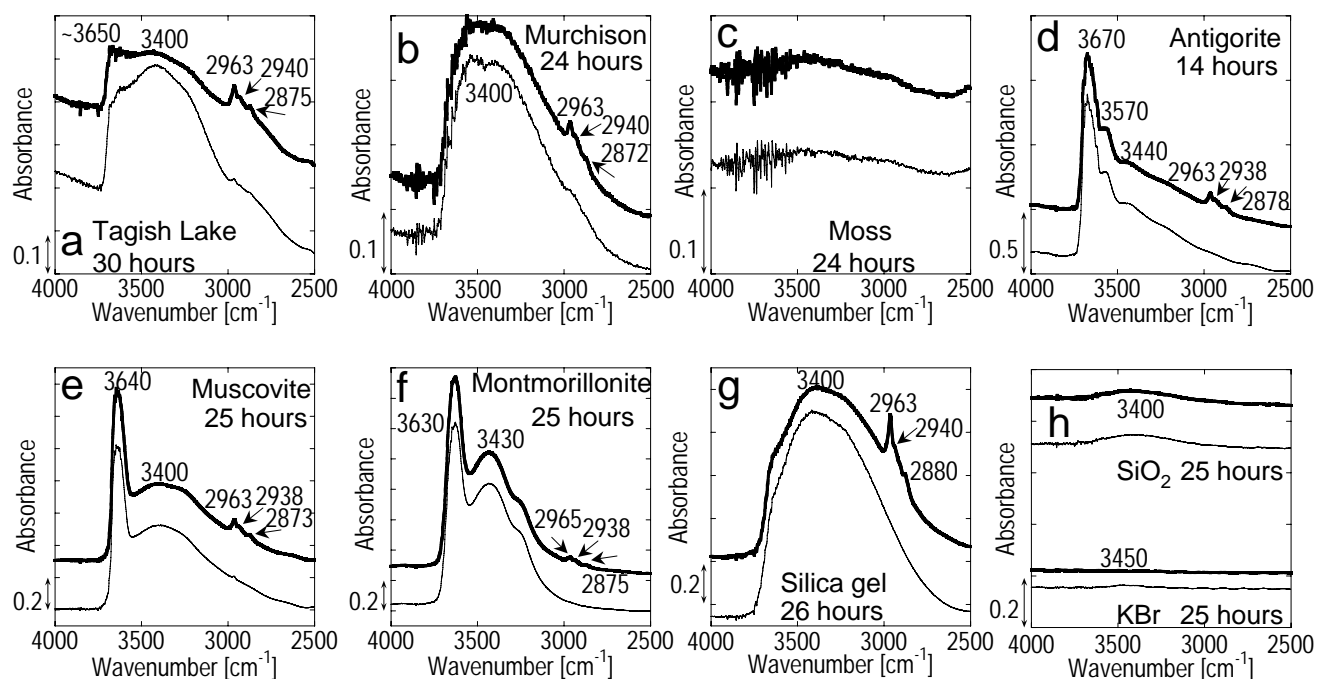 a
~3650
3400
2963
2940
2875
Tagish Lake
30 hours
0.1
Absorbance
4000 3500 3000 2500
Wavenumber [cm-1]
b
Murchison
24 hours
3400
2963
2940
2872
0.1
Absorbance
4000 3500 3000 2500
Wavenumber [cm-1]
c
Moss
24 hours
0.1
Absorbance
4000 3500 3000 2500
Wavenumber [cm-1]
d
3670
Antigorite
14 hours
3570
3440
2963
2938
2878
0.5
Absorbance
4000 3500 3000 2500
Wavenumber [cm-1]
e
3640
Muscovite
25 hours
3400
2963
2938
2873
0.2
Absorbance
4000 3500 3000 2500
Wavenumber [cm-1]
f
Montmorillonite
25 hours
3630
3430
2965
2938
2875
0.2
Absorbance
4000 3500 3000 2500
Wavenumber [cm-1]
g
3400
2963
2940
2880
Silica gel
26 hours
0.2
Absorbance
4000 3500 3000 2500
Wavenumber [cm-1]
h
3400
SiO2 25 hours
3450
KBr 25 hours
0.2
Absorbance
4000 3500 3000 2500
Wavenumber [cm-1]